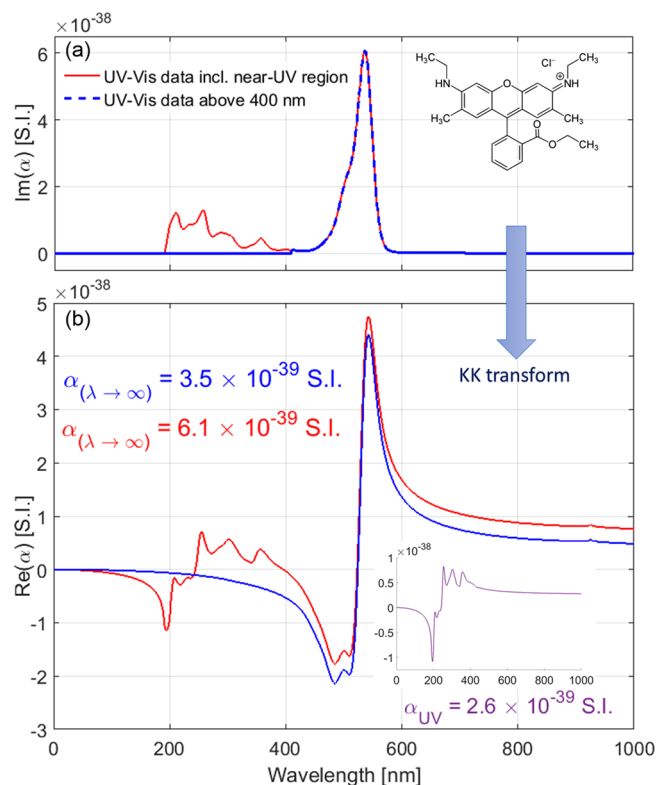 ×10⁻³⁸
(a)
UV-Vis data incl. near-UV region
UV-Vis data above 400 nm
Cl⁻
CH₃
CH₃
HN
O
NH
+
H₃C
CH₃
O
O
CH₃
6
4
2
0
Im(α) [S.I.]
×10⁻³⁸
(b)
KK transform
α(λ → ∞) = 3.5 × 10⁻³⁹ S.I.
α(λ → ∞) = 6.1 × 10⁻³⁹ S.I.
5
4
3
2
1
0
-1
-2
-3
Re(α) [S.I.]
×10⁻³⁸
1
0.5
0
-0.5
-1
0 200 400 600 800 1000
αUV = 2.6 × 10⁻³⁹ S.I.
0 200 400 600 800 1000
Wavelength [nm]